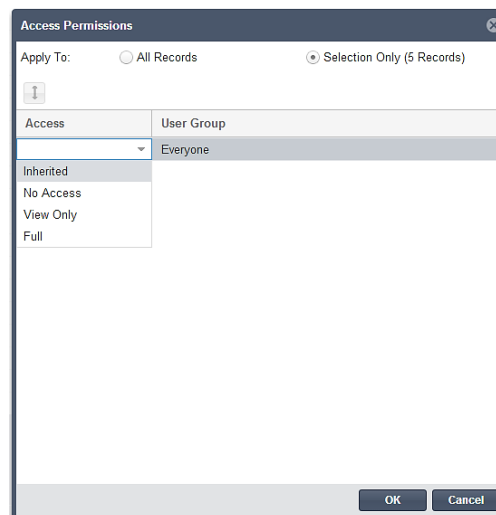 Access Permissions
Apply To: All Records Selection Only (5 Records)
Access User Group
Everyone
Inherited
No Access
View Only
Full
OK Cancel